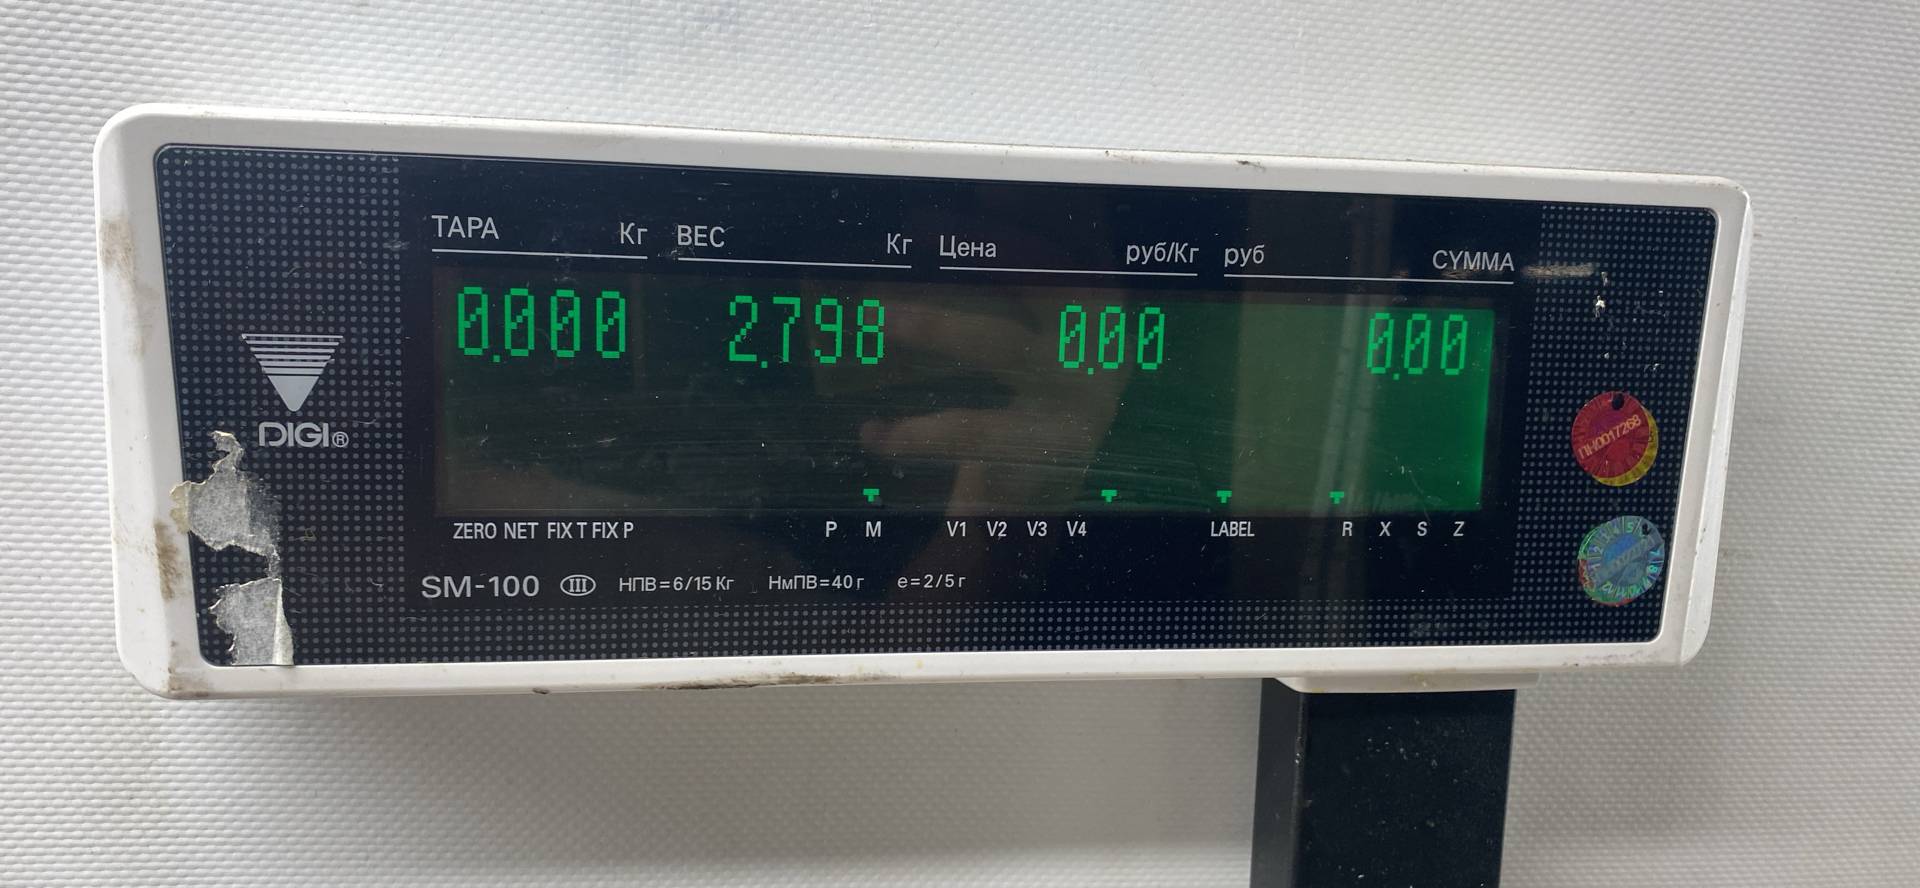 ТАРА Кг ВЕС Кг Цена руб/Кг руб СУММА
0.000 2.798 0.00 0.00
DIGI®
ZERO NET FIX T FIX P P M V1 V2 V3 V4 LABEL R X S Z
SM-100 III НПВ=6/15 Кг НмПВ=40 г e=2/5 г
ПН0017268